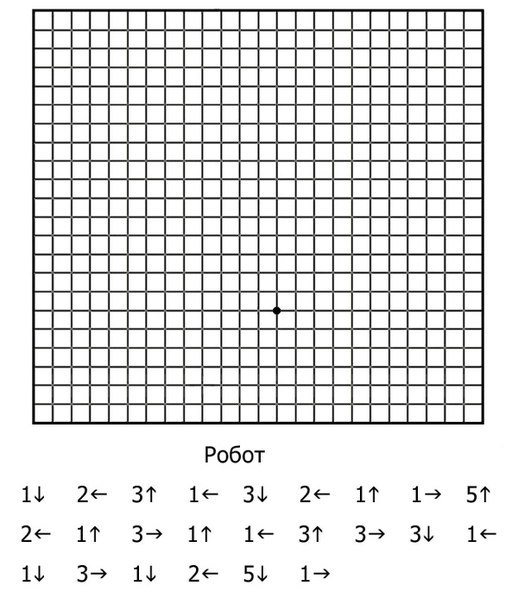 Робот
1↓ 2← 3↑ 1← 3↓ 2← 1↑ 1→ 5↑
2← 1↑ 3→ 1↑ 1← 3↑ 3→ 3↓ 1←
1↓ 3→ 1↓ 2← 5↓ 1→